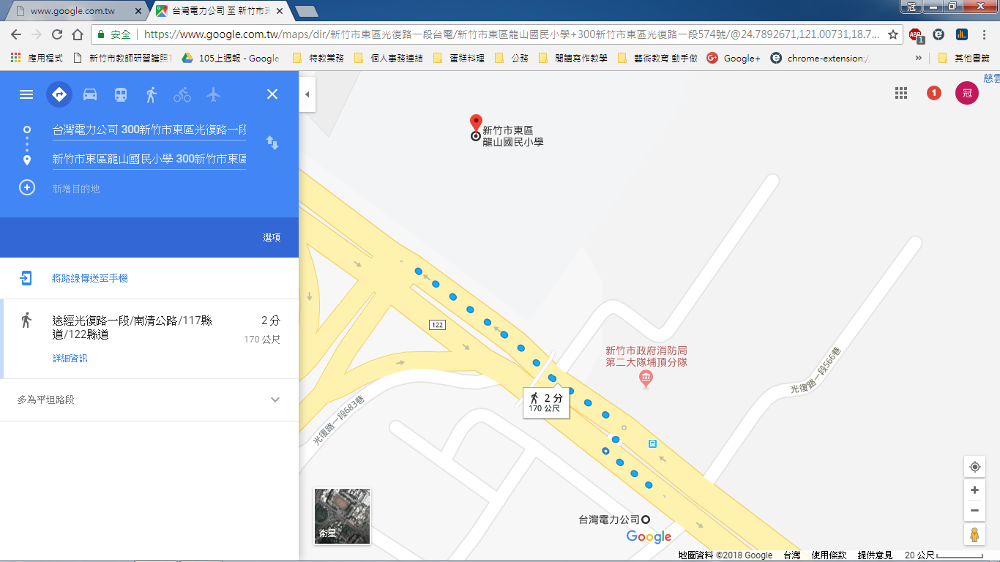 www.google.com.tw
台灣電力公司 至 新竹市東
冠
安全
https://www.google.com.tw/maps/dir/新竹市東區光復路一段台電/新竹市東區龍山國民小學+300新竹市東區光復路一段574號/@24.7892671,121.00731,18.7...
ABP
1
應用程式
新竹市教師研習護照
105上週報 - Google
特教業務
個人事務連結
蛋糕料理
公務
閱讀寫作教學
藝術教育 動手做
Google+
chrome-extension:/
»
其他書籤
台灣電力公司 300新竹市東區光復路一段
新竹市東區龍山國民小學 300新竹市東區
新增目的地
選項
將路線傳送至手機
途經光復路一段/南清公路/117縣
道/122縣道
2 分
170 公尺
詳細資訊
多為平坦路段
慈雲
1
冠
新竹市東區
龍山國民小學
122
新竹市政府消防局
第二大隊埔頂分隊
光復路一段566巷
光復路一段683巷
2 分
170 公尺
台灣電力公司
Google
衛星
地圖資料 ©2018 Google
台灣
使用條款
提供意見
20 公尺